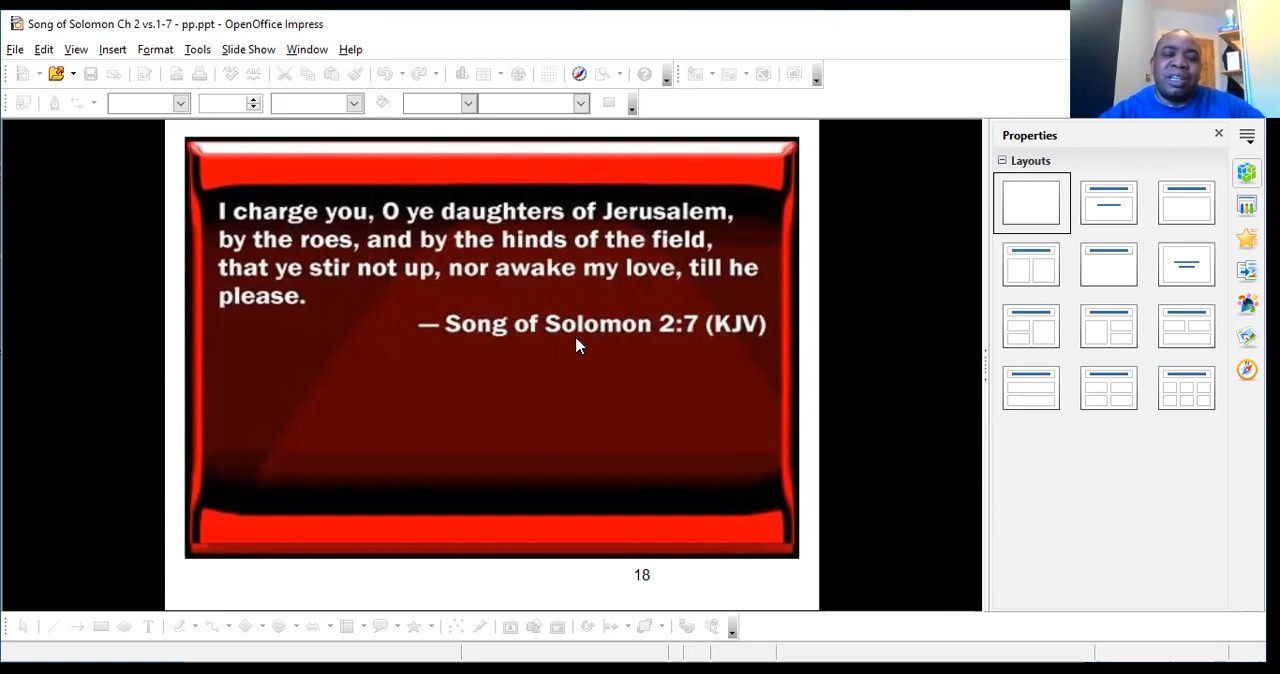 Song of Solomon Ch 2 vs.1-7 - pp.ppt - OpenOffice Impress
File Edit View Insert Format Tools Slide Show Window Help
Properties
Layouts
I charge you, O ye daughters of Jerusalem,
by the roes, and by the hinds of the field,
that ye stir not up, nor awake my love, till he
please.
— Song of Solomon 2:7 (KJV)
18